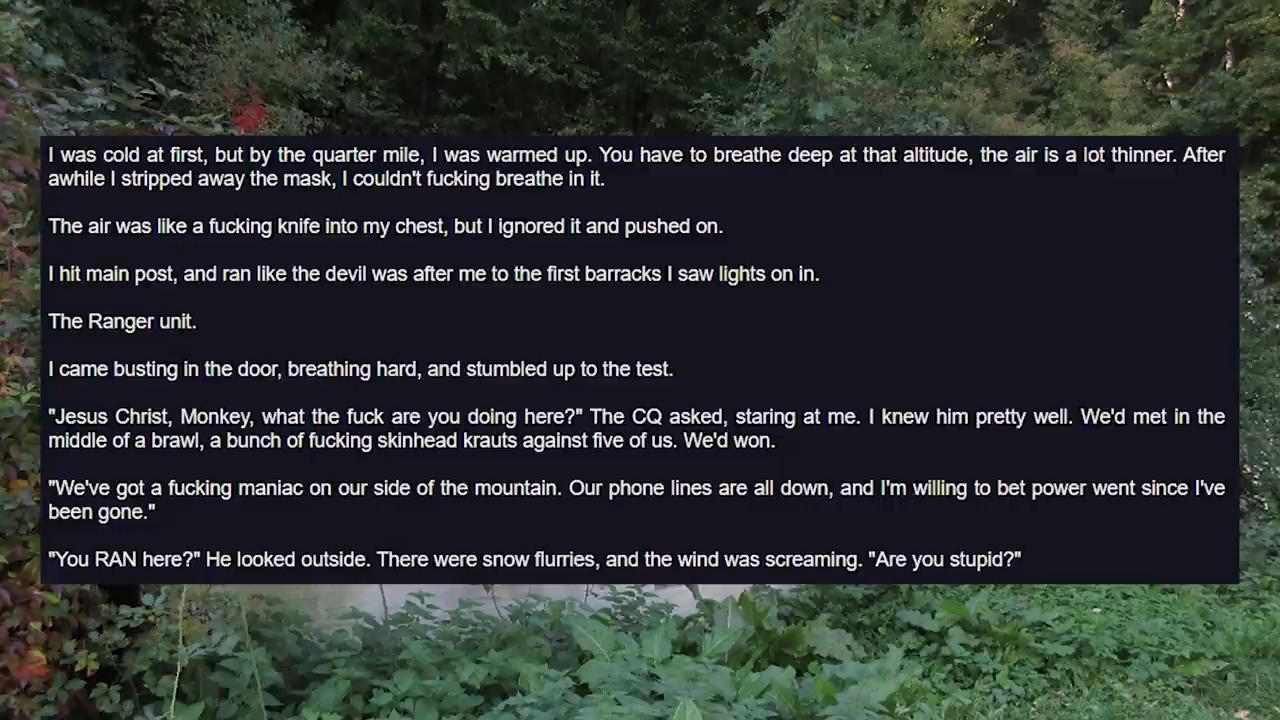 I was cold at first, but by the quarter mile, I was warmed up. You have to breathe deep at that altitude, the air is a lot thinner. After
awhile I stripped away the mask, I couldn't fucking breathe in it.
The air was like a fucking knife into my chest, but I ignored it and pushed on.
I hit main post, and ran like the devil was after me to the first barracks I saw lights on in.
The Ranger unit.
I came busting in the door, breathing hard, and stumbled up to the test.
"Jesus Christ, Monkey, what the fuck are you doing here?" The CQ asked, staring at me. I knew him pretty well. We'd met in the
middle of a brawl, a bunch of fucking skinhead krauts against five of us. We'd won.
"We've got a fucking maniac on our side of the mountain. Our phone lines are all down, and I'm willing to bet power went since I've
been gone."
"You RAN here?" He looked outside. There were snow flurries, and the wind was screaming. "Are you stupid?"